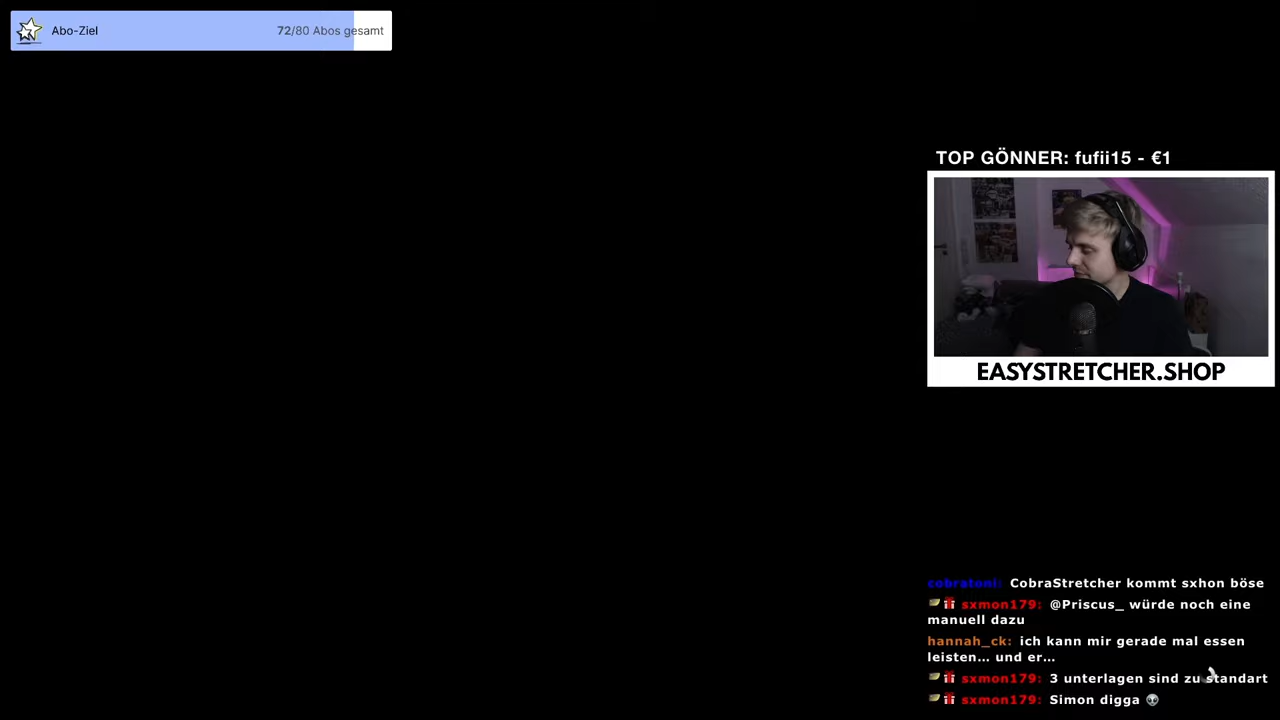 Abo-Ziel
72/80 Abos gesamt
TOP GÖNNER: fufii15 - €1
EASYSTRETCHER.SHOP
cobratoni: CobraStretcher kommt sxhon böse
sxmon179: @Priscus_ würde noch eine
manuell dazu
hannah_ck: ich kann mir gerade mal essen
leisten... und er...
sxmon179: 3 unterlagen sind zu standart
sxmon179: Simon digga 👽